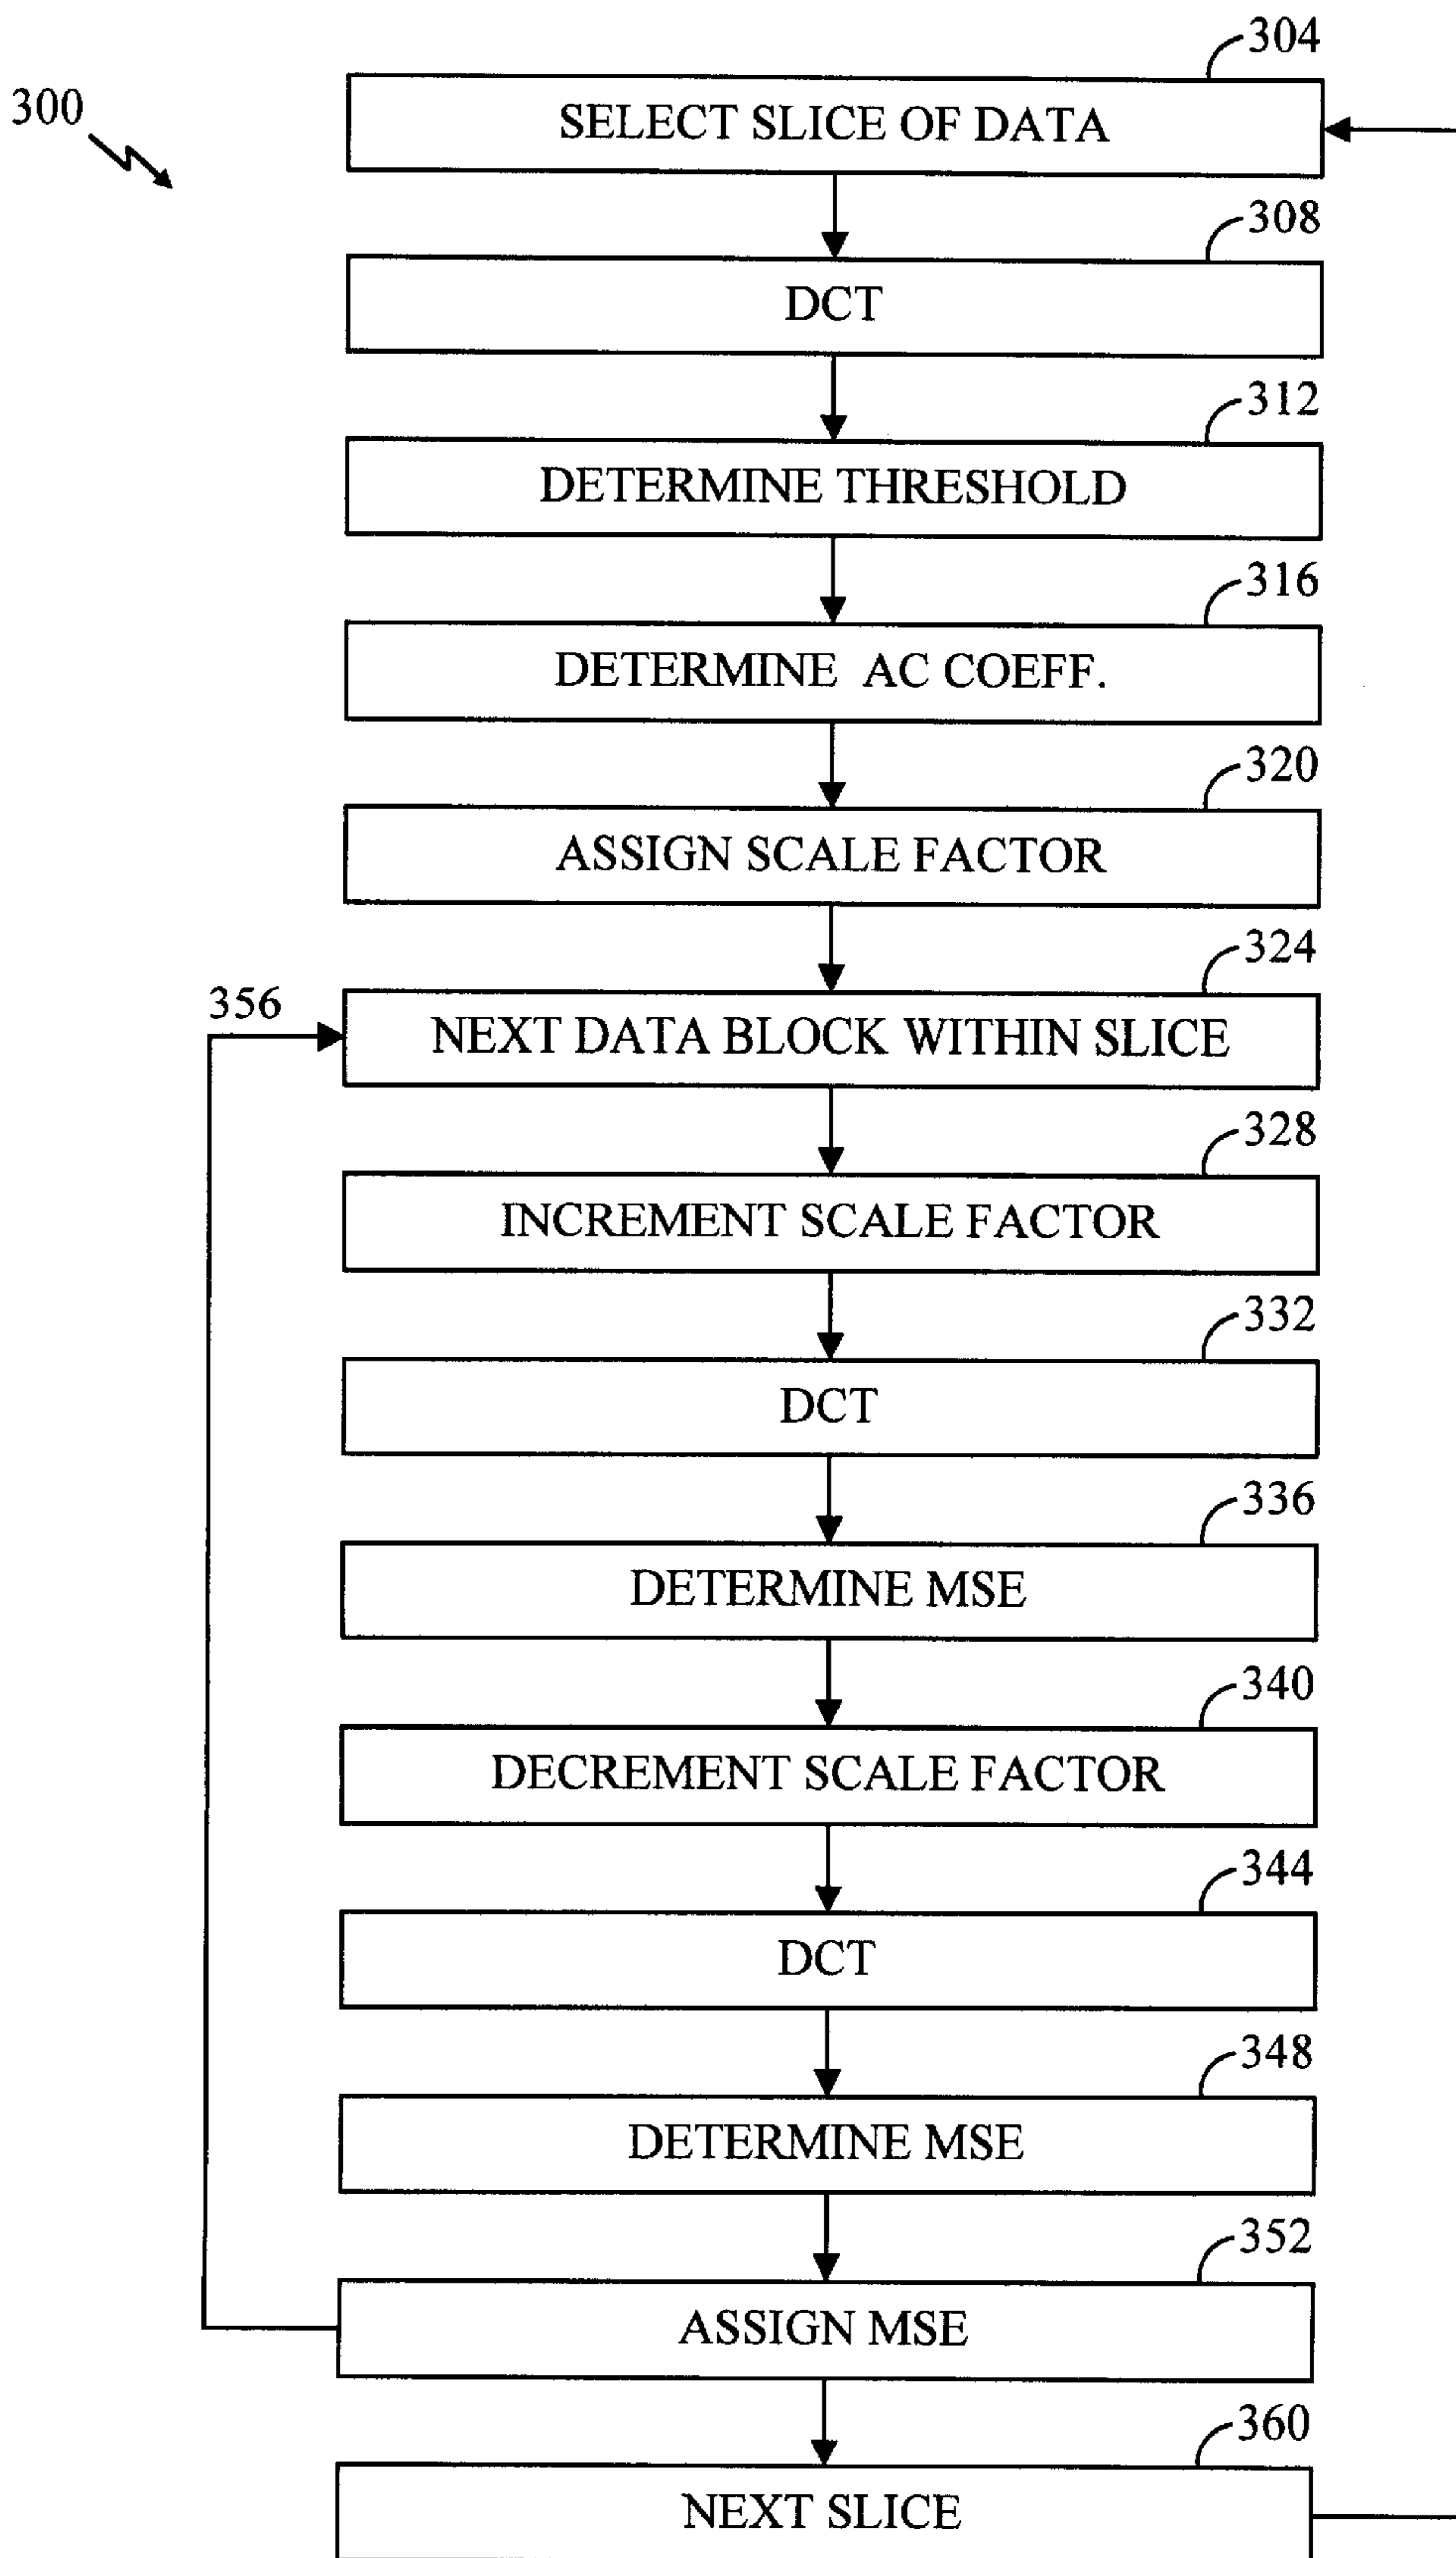 304
300
SELECT SLICE OF DATA
308
DCT
312
DETERMINE THRESHOLD
316
DETERMINE AC COEFF.
320
ASSIGN SCALE FACTOR
324
356
NEXT DATA BLOCK WITHIN SLICE
328
INCREMENT SCALE FACTOR
332
DCT
336
DETERMINE MSE
340
DECREMENT SCALE FACTOR
344
DCT
348
DETERMINE MSE
352
ASSIGN MSE
360
NEXT SLICE